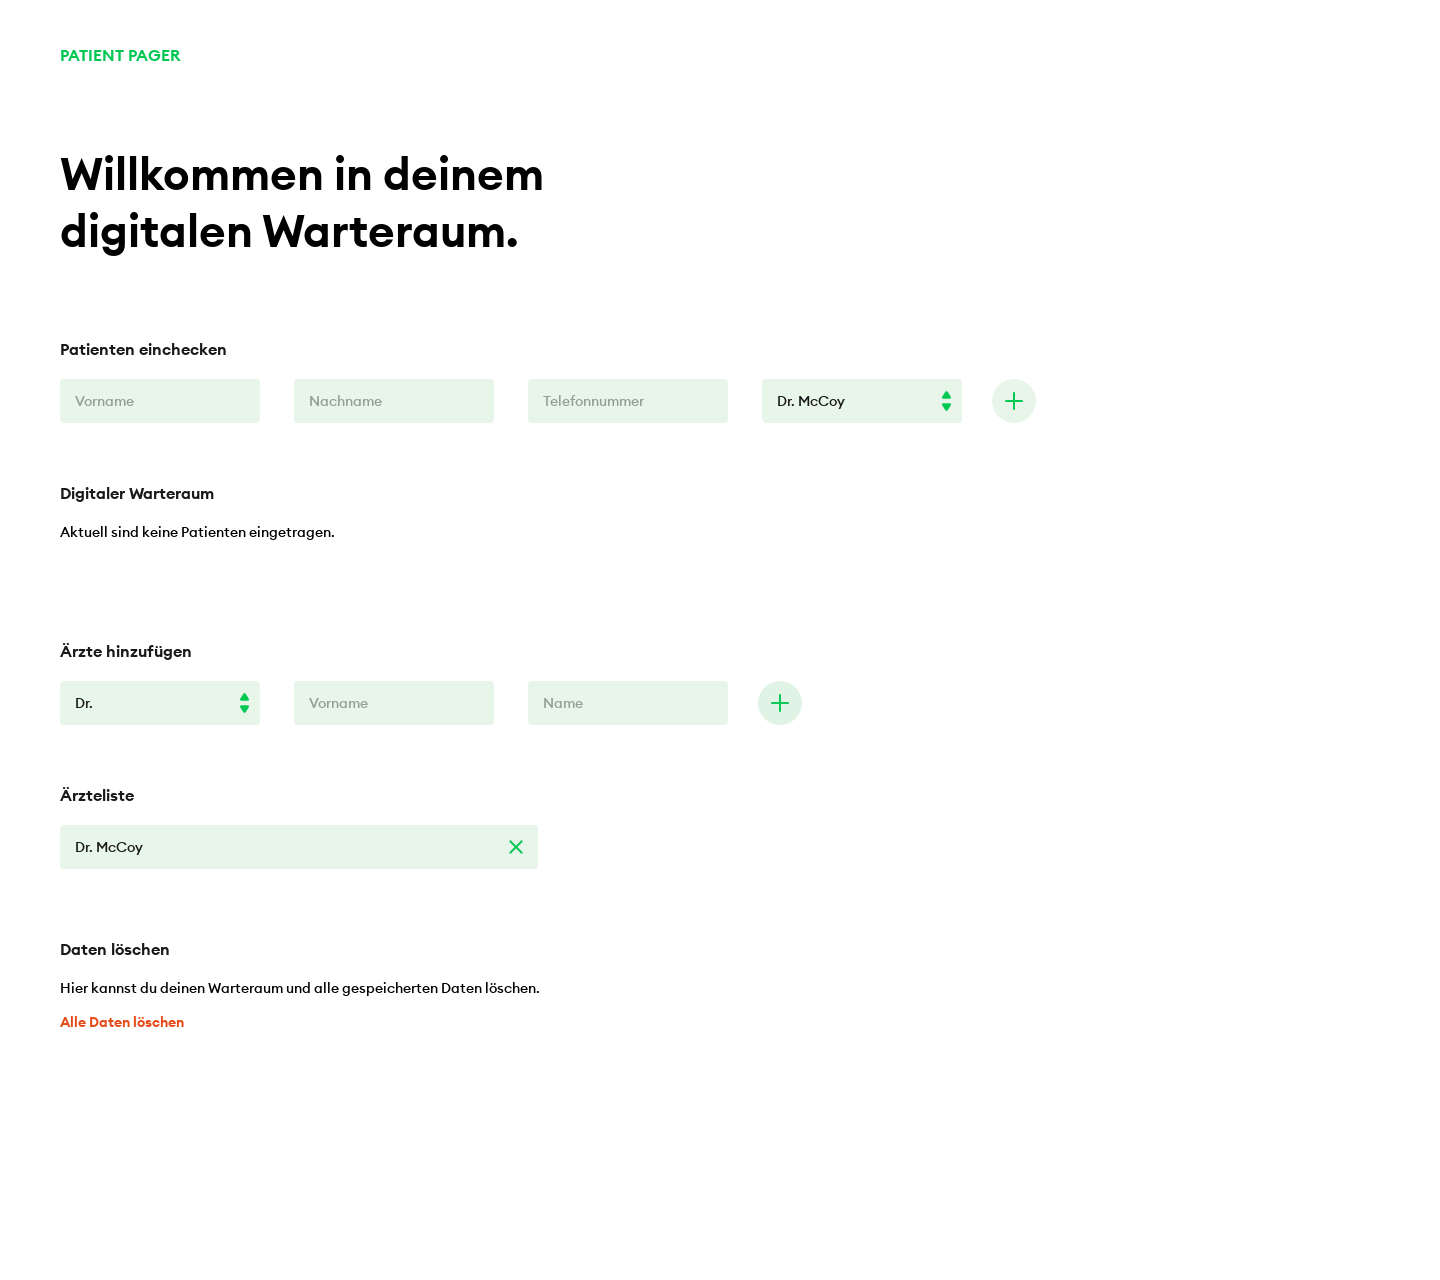 PATIENT PAGER
Willkommen in deinem
digitalen Warteraum.
Patienten einchecken
Vorname Nachname Telefonnummer Dr. McCoy
Digitaler Warteraum
Aktuell sind keine Patienten eingetragen.
Ärzte hinzufügen
Dr. Vorname Name
Ärzteliste
Dr. McCoy
Daten löschen
Hier kannst du deinen Warteraum und alle gespeicherten Daten löschen.
Alle Daten löschen